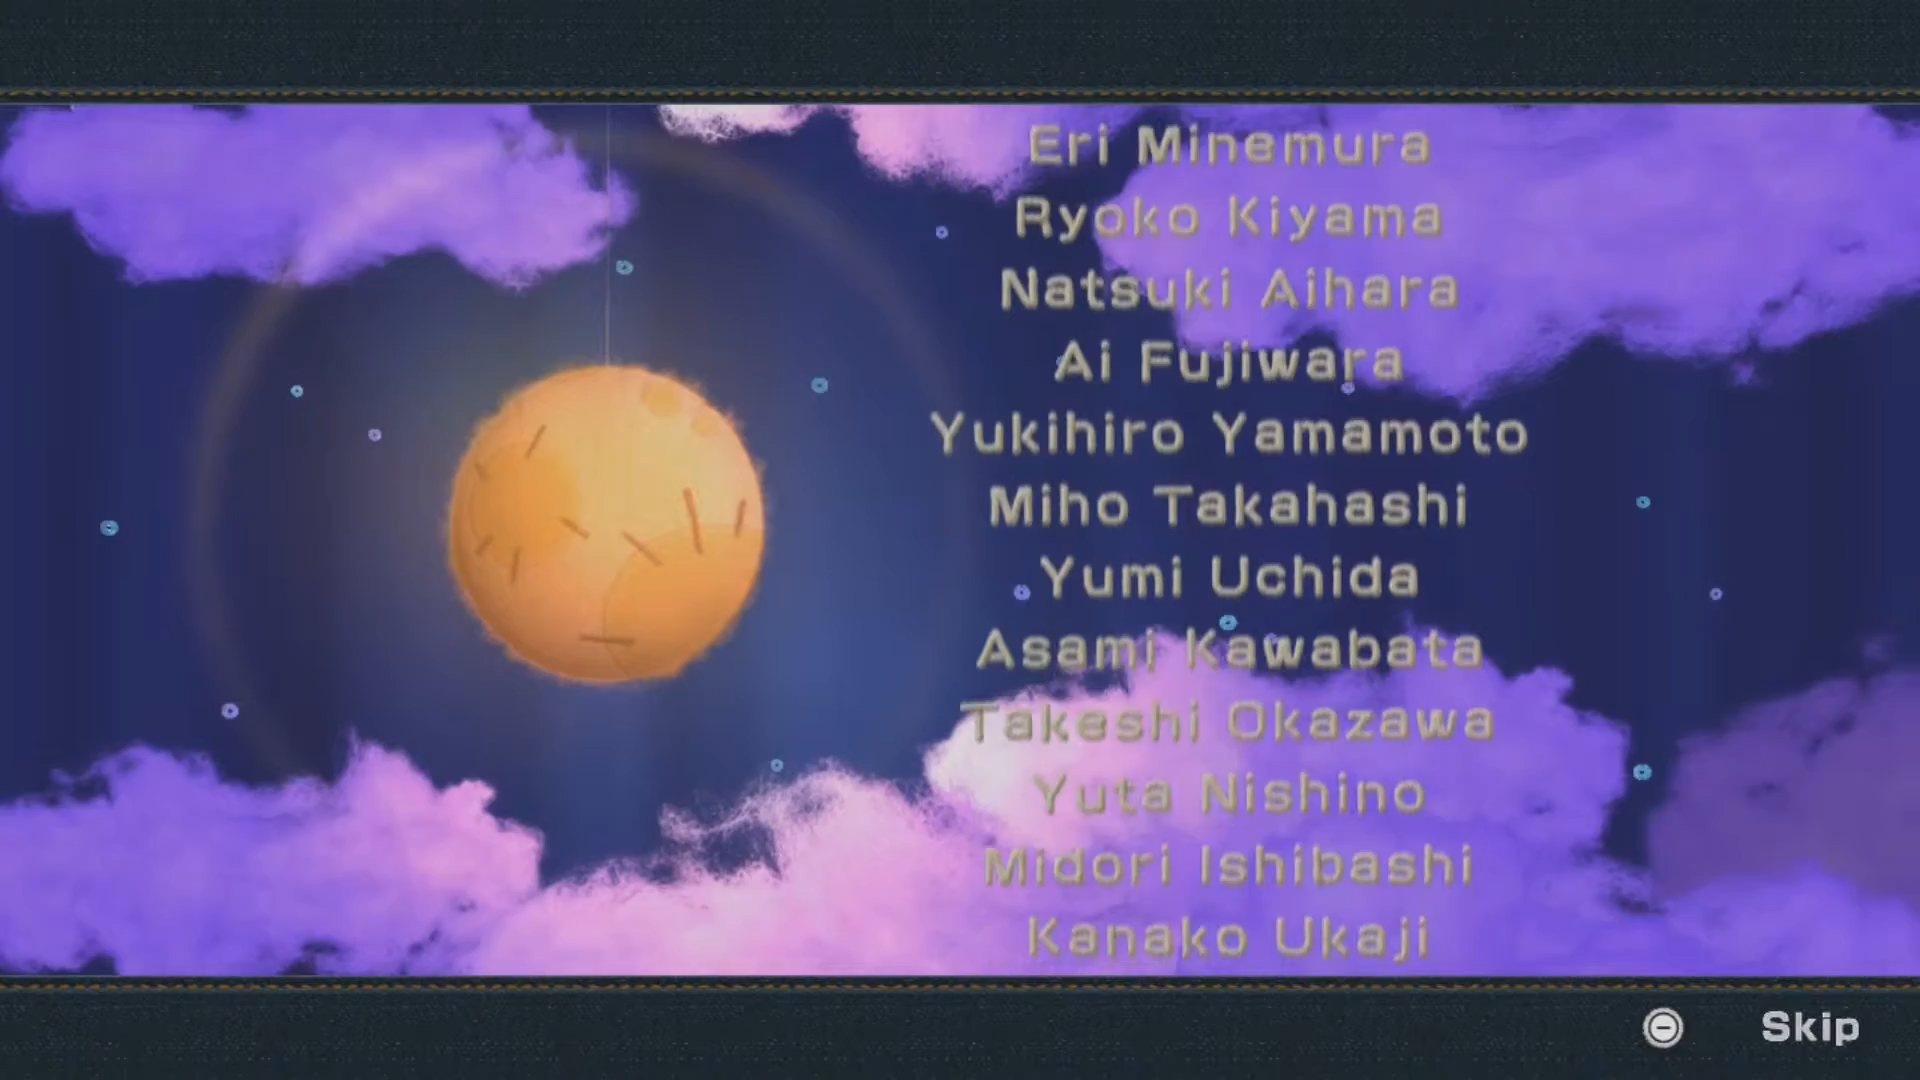 Eri Minemura
Ryoko Kiyama
Natsuki Aihara
Ai Fujiwara
Yukihiro Yamamoto
Miho Takahashi
Yumi Uchida
Asami Kawabata
Takeshi Okazawa
Yuta Nishino
Midori Ishibashi
Kanako Ukaji
Skip